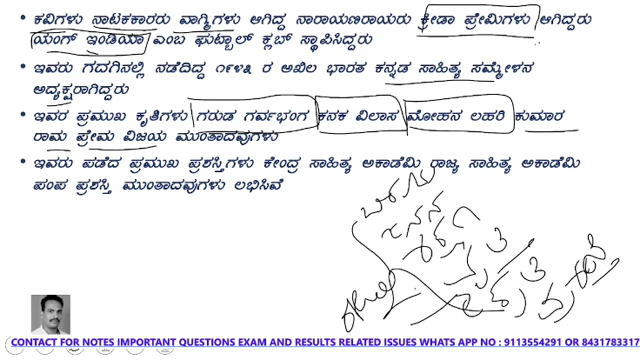 • ಕವಿಗಳು ನಾಟಕಕಾರರು ವಾಗ್ಮಿಗಳು ಆಗಿದ್ದ ನಾರಾಯಣರಾಯರು ಕ್ರೀಡಾ ಪ್ರೇಮಿಗಳು ಆಗಿದ್ದರು
ಯಂಗ್ ಇಂಡಿಯಾ ಎಂಬ ಫುಟ್ಬಾಲ್ ಕ್ಲಬ್ ಸ್ಥಾಪಿಸಿದ್ದರು
• ಇವರು ಗದಗಿನಲ್ಲಿ ನಡೆದಿದ್ದ ೧೯೪೩ ರ ಅಖಿಲ ಭಾರತ ಕನ್ನಡ ಸಾಹಿತ್ಯ ಸಮ್ಮೇಳನ
ಅಧ್ಯಕ್ಷರಾಗಿದ್ದರು
• ಇವರ ಪ್ರಮುಖ ಕೃತಿಗಳು ಗರುಡ ಗರ್ವಭಂಗ ಕನಕ ವಿಲಾಸ ಮೋಹನ ಲಹರಿ ಕುಮಾರ
ರಾಮ ಪ್ರೇಮ ವಿಜಯ ಮುಂತಾದವುಗಳು
• ಇವರು ಪಡೆದ ಪ್ರಮುಖ ಪ್ರಶಸ್ತಿಗಳು ಕೇಂದ್ರ ಸಾಹಿತ್ಯ ಅಕಾಡೆಮಿ ರಾಜ್ಯ ಸಾಹಿತ್ಯ ಅಕಾಡೆಮಿ
ಪಂಪ ಪ್ರಶಸ್ತಿ ಮುಂತಾದವುಗಳು ಲಭಿಸಿವೆ
CONTACT FOR NOTES IMPORTANT QUESTIONS EXAM AND RESULTS RELATED ISSUES WHATS APP NO : 9113554291 OR 8431783317